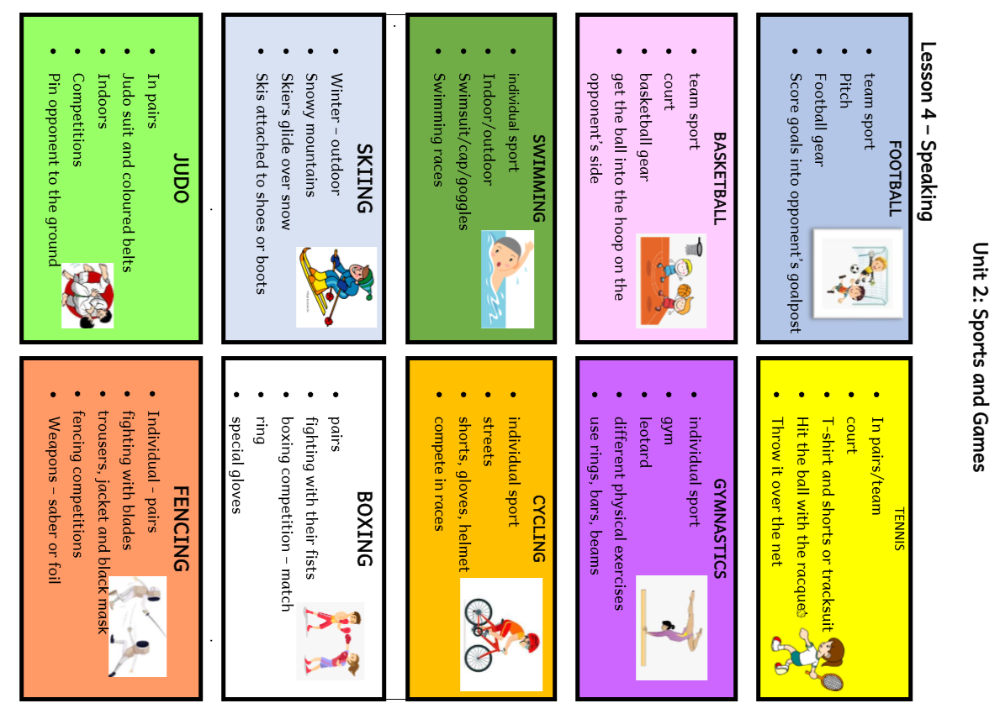 Unit 2: Sports and Games
Lesson 4 – Speaking
FOOTBALL
• team sport
• Pitch
• Football gear
• Score goals into opponent's goalpost
TENNIS
• In pairs/team
• court
• T-shirt and shorts or tracksuit
• Hit the ball with the racquet
• Throw it over the net
BASKETBALL
• team sport
• court
• basketball gear
• get the ball into the hoop on the
opponent's side
GYMNASTICS
• individual sport
• gym
• leotard
• different physical exercises
• use rings, bars, beams
SWIMMING
• individual sport
• Indoor/outdoor
• Swimsuit/cap/goggles
• Swimming races
CYCLING
• individual sport
• streets
• shorts, gloves, helmet
• compete in races
SKIING
• Winter – outdoor
• Snowy mountains
• Skiers glide over snow
• Skis attached to shoes or boots
BOXING
• pairs
• fighting with their fists
• boxing competition – match
• ring
• special gloves
JUDO
• In pairs
• Judo suit and coloured belts
• Indoors
• Competitions
• Pin opponent to the ground
FENCING
• Individual – pairs
• fighting with blades
• trousers, jacket and black mask
• fencing competitions
• Weapons – saber or foil